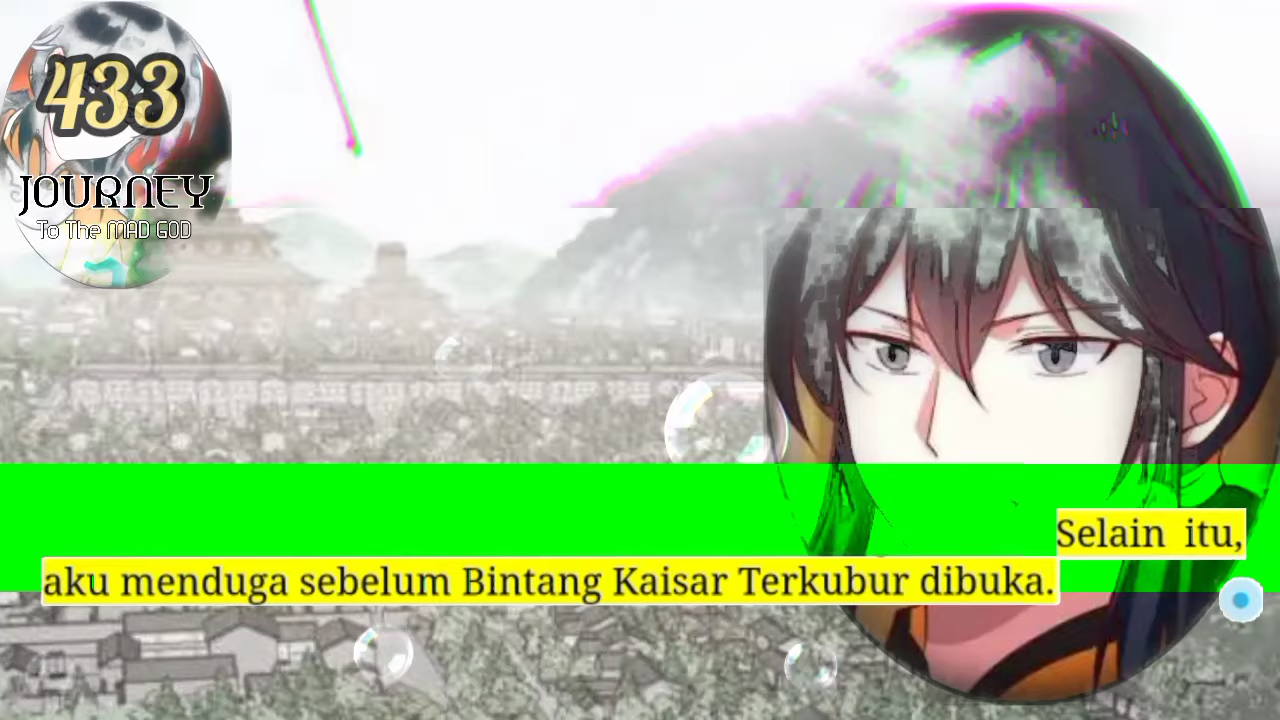 433
JOURNEY
To The MAD GOD
Selain itu,
aku menduga sebelum Bintang Kaisar Terkubur dibuka.